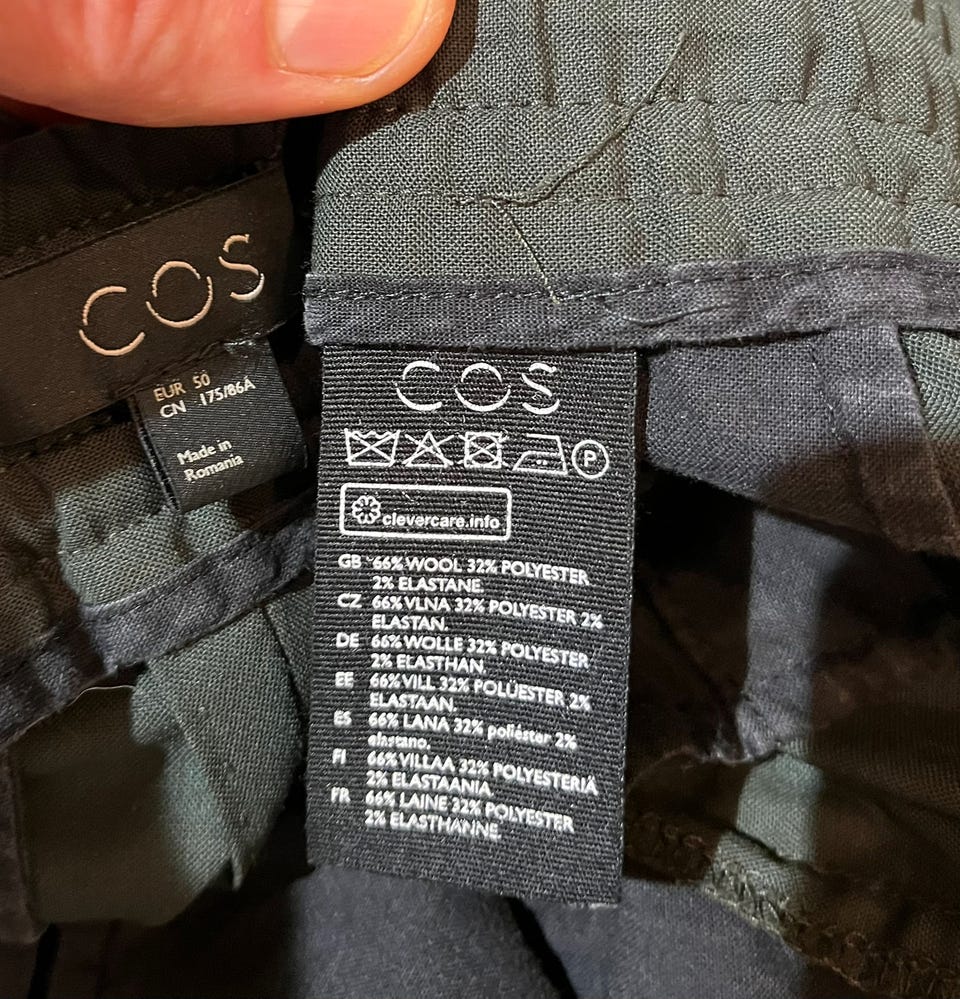 COS
EUR 50
CN 175/86A
Made in
Romania
COS
P
clevercare.info
GB 66% WOOL 32% POLYESTER
2% ELASTANE.
CZ 66% VLNA 32% POLYESTER 2%
ELASTAN.
DE 66% WOLLE 32% POLYESTER
2% ELASTHAN.
EE 66% VILL 32% POLÜESTER 2%
ELASTAAN.
ES 66% LANA 32% poliéster 2%
elastano.
FI 66% VILLAA 32% POLYESTERIÄ
2% ELASTAANIA.
FR 66% LAINE 32% POLYESTER
2% ELASTHANNE.